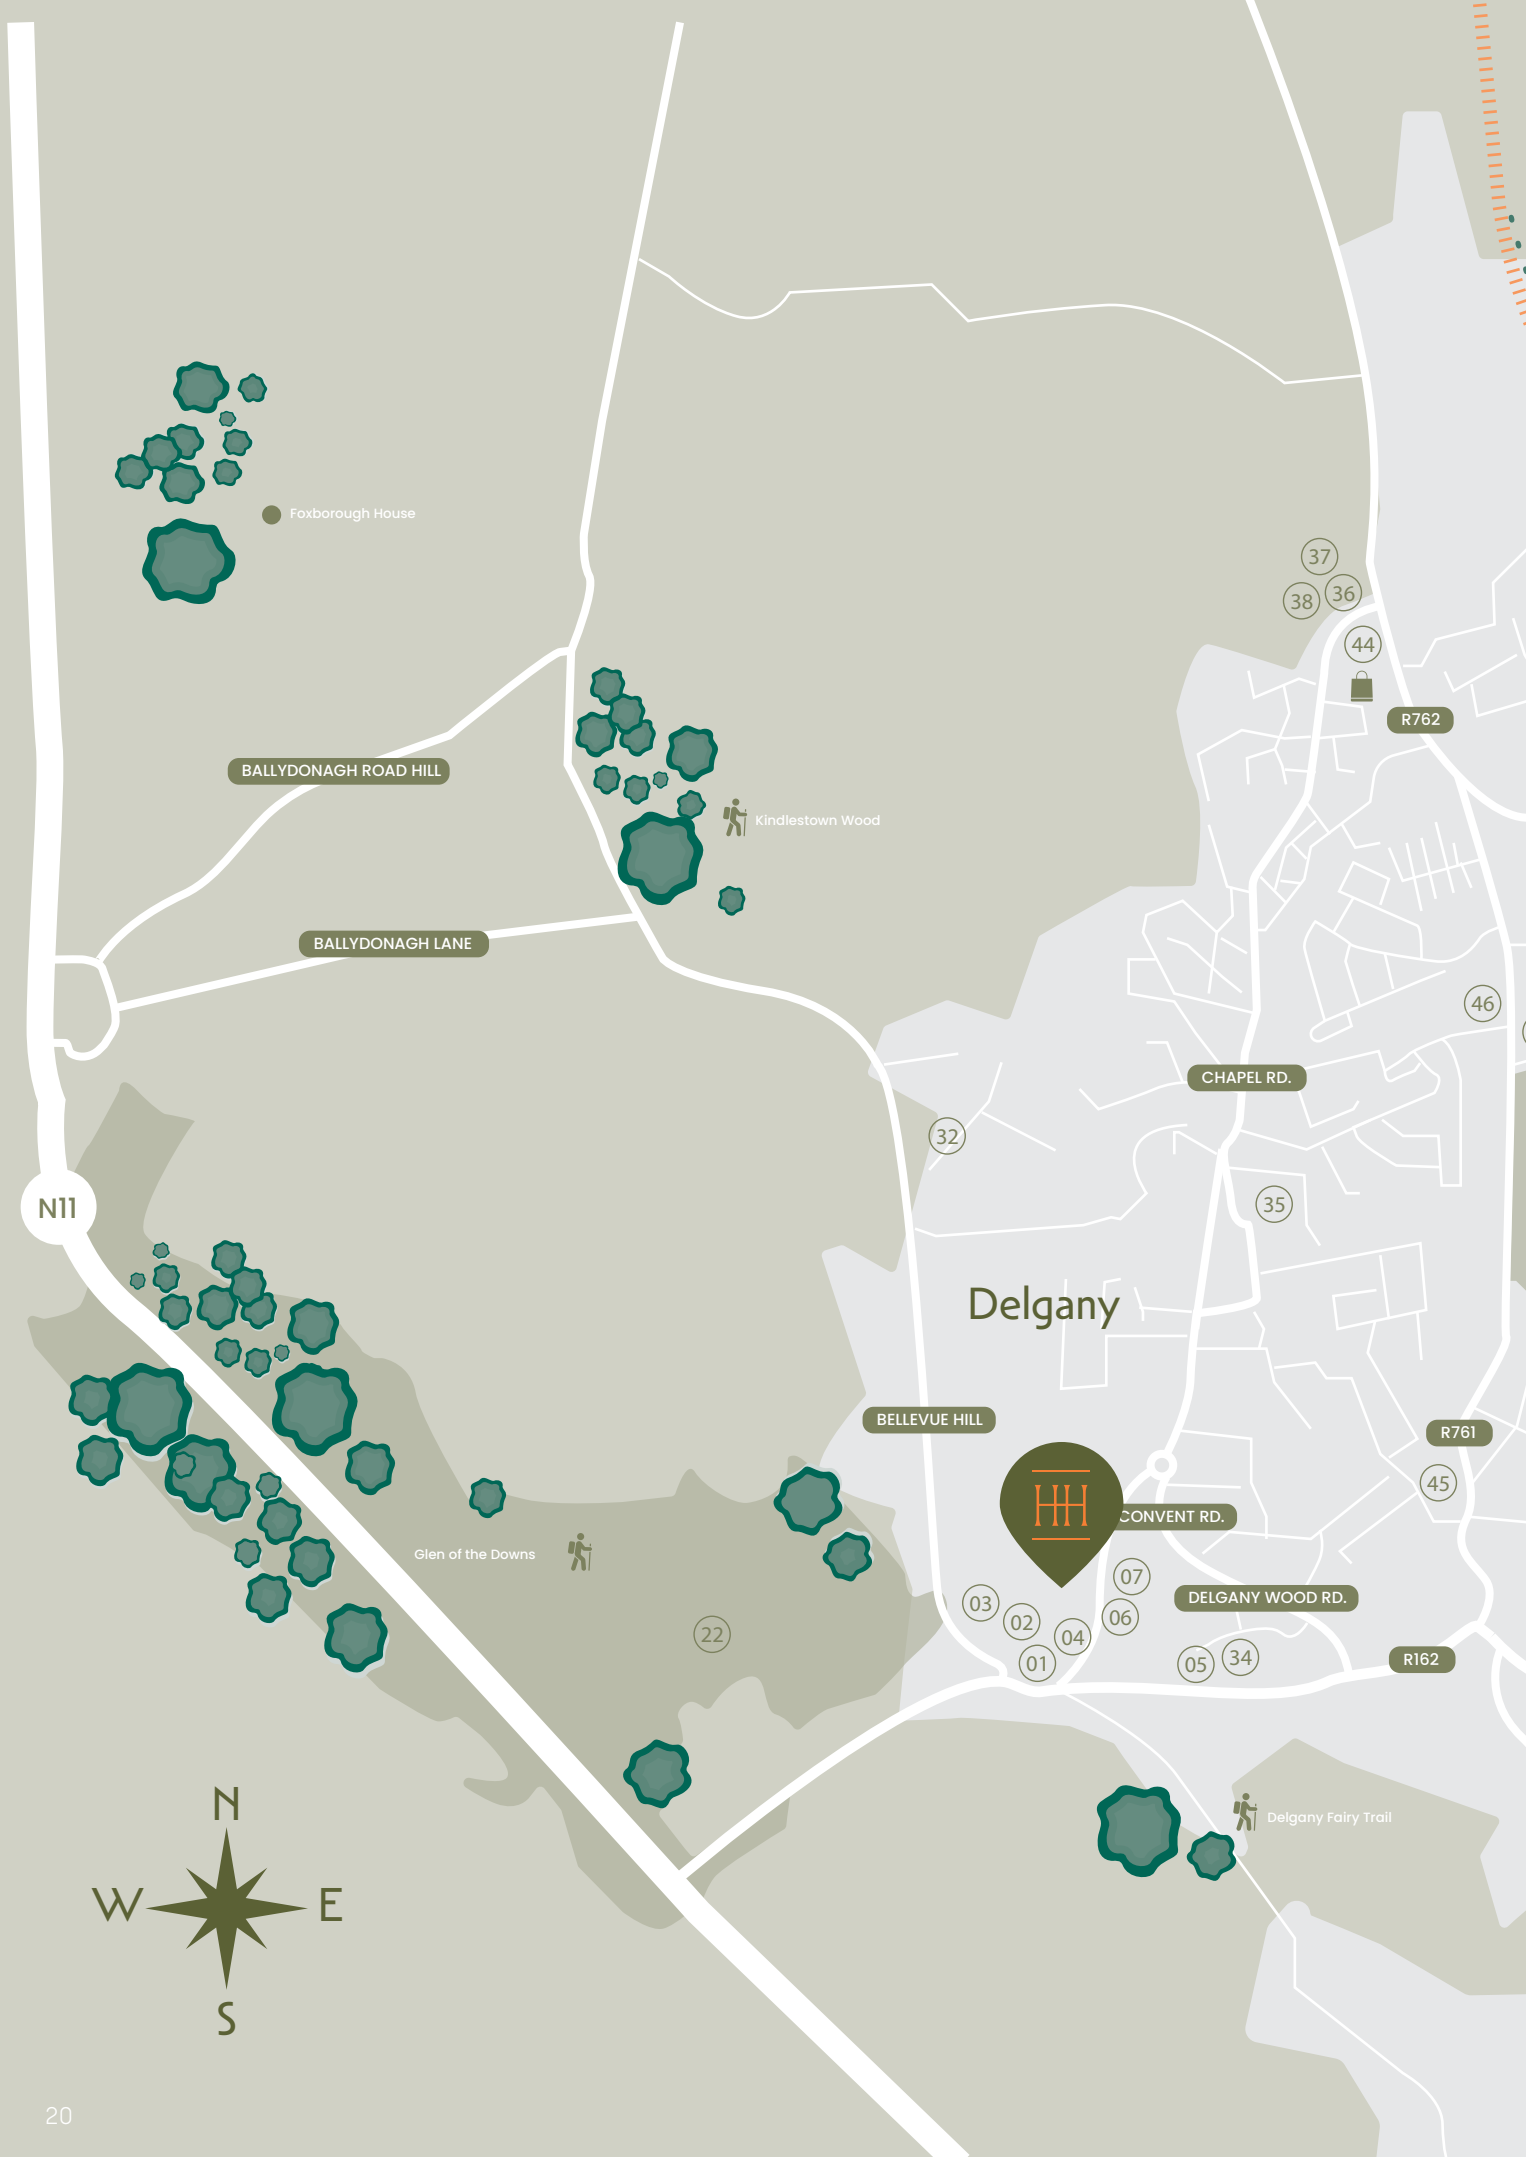 Foxborough House
37
38
36
44
R762
BALLYDONAGH ROAD HILL
Kindlestown Wood
BALLYDONAGH LANE
46
CHAPEL RD.
32
N11
35
Delgany
BELLEVUE HILL
R761
45
CONVENT RD.
Glen of the Downs
07
DELGANY WOOD RD.
03
02
06
22
04
01
05
34
R162
N
Delgany Fairy Trail
W
E
S
20